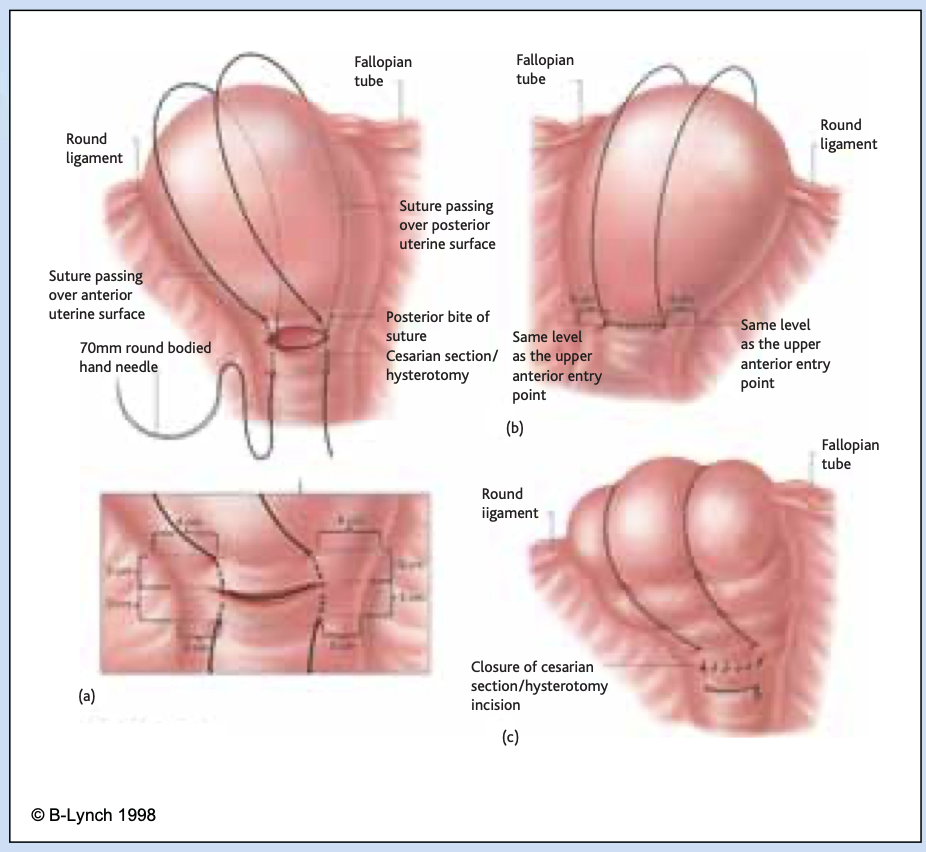 Fallopian
tube
Round
ligament
Suture passing
over posterior
uterine surface
Suture passing
over anterior
uterine surface
Posterior bite of
suture
Cesarian section/
hysterotomy
70mm round bodied
hand needle
(a)
Fallopian
tube
Round
ligament
Same level
as the upper
anterior entry
point
Same level
as the upper
anterior entry
point
(b)
Fallopian
tube
Round
iigament
Closure of cesarian
section/hysterotomy
incision
(c)
© B-Lynch 1998